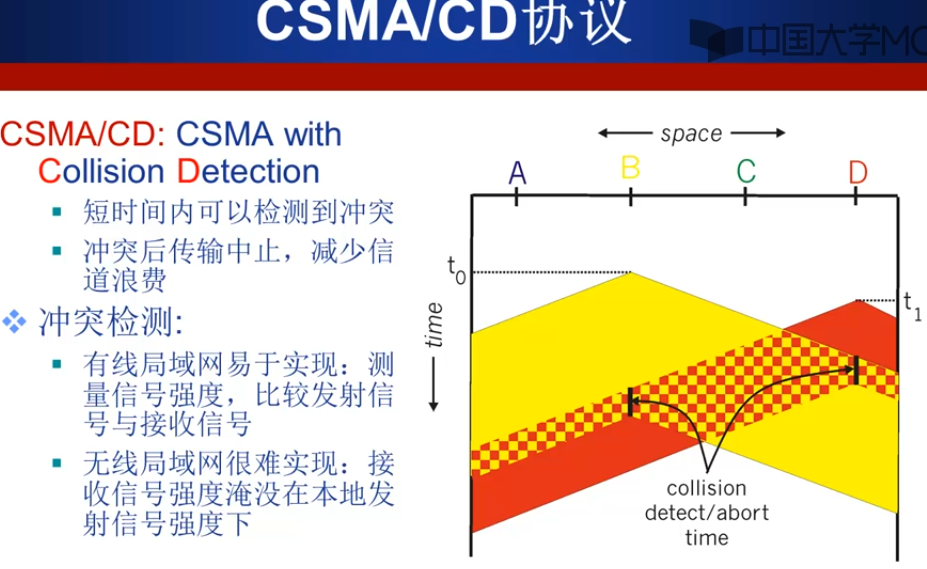 CSMA/CD协议
中国大学MO
CSMA/CD: CSMA with
Collision Detection
短时间内可以检测到冲突
冲突后传输中止，减少信
道浪费
冲突检测:
有线局域网易于实现：测
量信号强度，比较发射信
号与接收信号
无线局域网很难实现：接
收信号强度淹没在本地发
射信号强度下
space
A B C D
t0
t1
time
collision
detect/abort
time